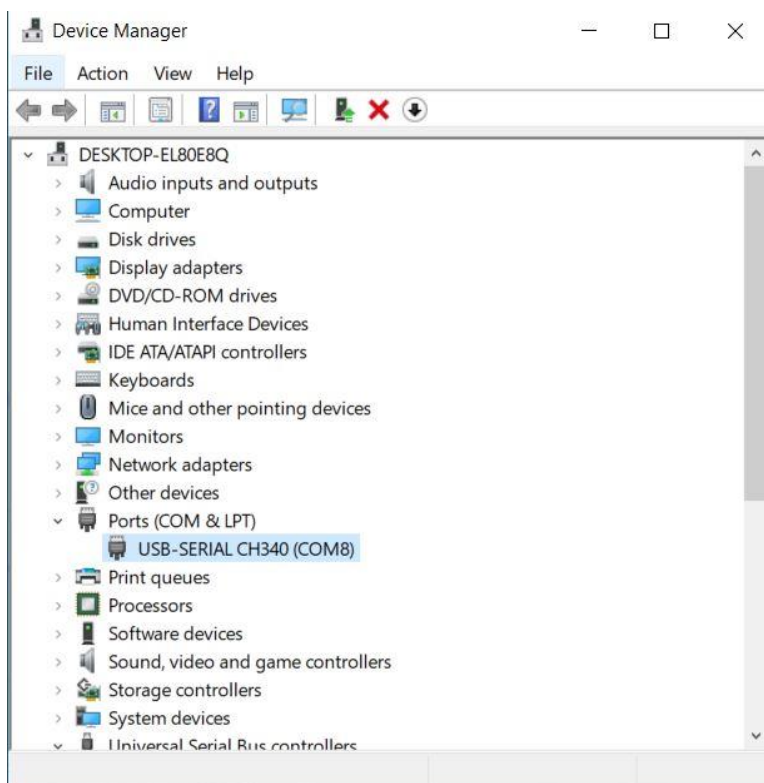 Device Manager
File Action View Help
DESKTOP-EL80E8Q
Audio inputs and outputs
Computer
Disk drives
Display adapters
DVD/CD-ROM drives
Human Interface Devices
IDE ATA/ATAPI controllers
Keyboards
Mice and other pointing devices
Monitors
Network adapters
Other devices
Ports (COM & LPT)
USB-SERIAL CH340 (COM8)
Print queues
Processors
Software devices
Sound, video and game controllers
Storage controllers
System devices
Universal Serial Bus controllers